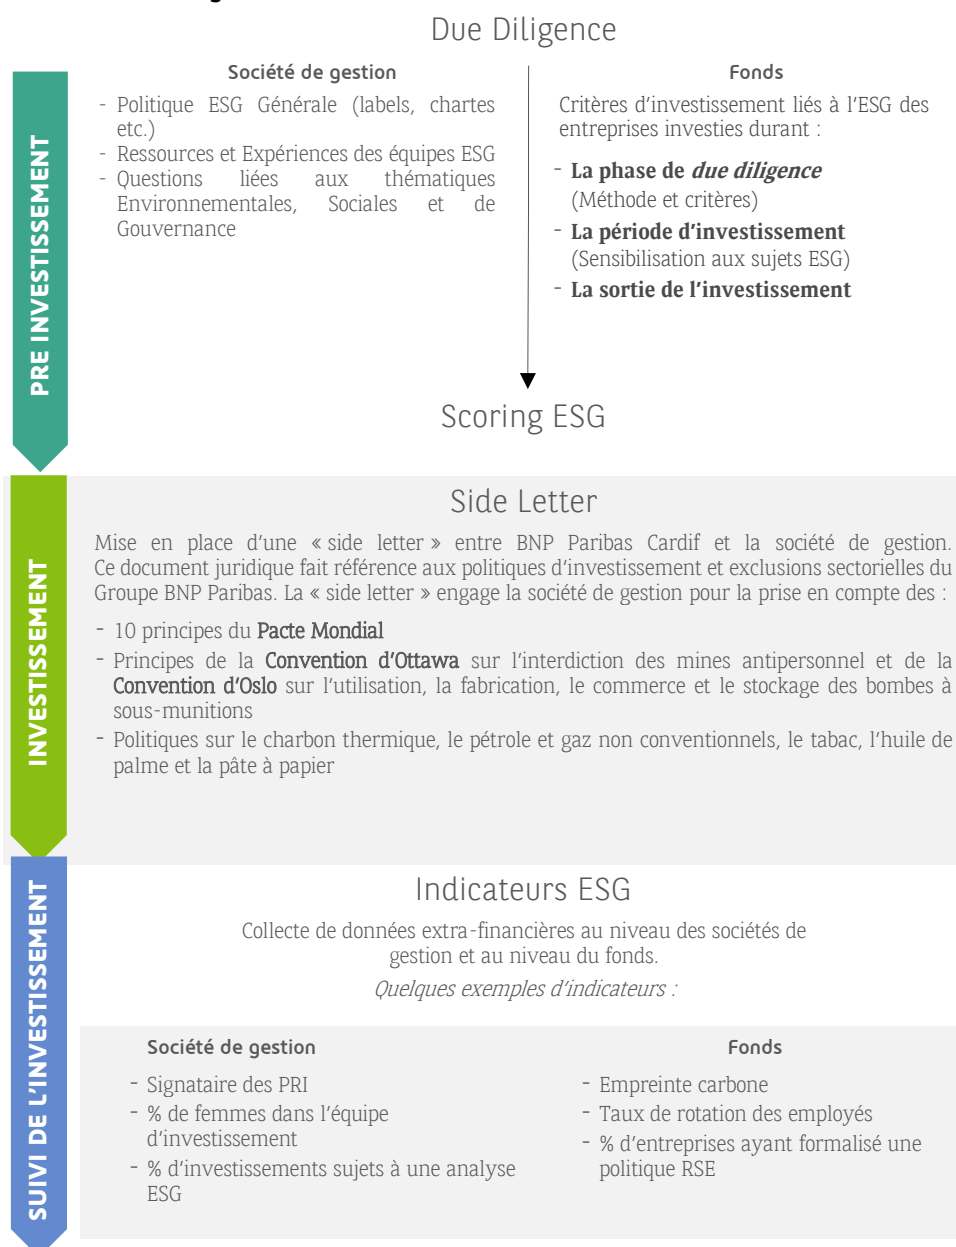 Due Diligence
PRE INVESTISSEMENT
Société de gestion
- Politique ESG Générale (labels, chartes
etc.)
- Ressources et Expériences des équipes ESG
- Questions liées aux thématiques
Environnementales, Sociales et de
Gouvernance
Fonds
Critères d’investissement liés à l’ESG des
entreprises investies durant :
- La phase de due diligence
(Méthode et critères)
- La période d’investissement
(Sensibilisation aux sujets ESG)
- La sortie de l’investissement
Scoring ESG
INVESTISSEMENT
Side Letter
Mise en place d’une « side letter » entre BNP Paribas Cardif et la société de gestion.
Ce document juridique fait référence aux politiques d’investissement et exclusions sectorielles du
Groupe BNP Paribas. La « side letter » engage la société de gestion pour la prise en compte des :
- 10 principes du Pacte Mondial
- Principes de la Convention d’Ottawa sur l’interdiction des mines antipersonnel et de la
Convention d’Oslo sur l’utilisation, la fabrication, le commerce et le stockage des bombes à
sous-munitions
- Politiques sur le charbon thermique, le pétrole et gaz non conventionnels, le tabac, l’huile de
palme et la pâte à papier
SUIVI DE L’INVESTISSEMENT
Indicateurs ESG
Collecte de données extra-financières au niveau des sociétés de
gestion et au niveau du fonds.
Quelques exemples d’indicateurs :
Société de gestion
- Signataire des PRI
- % de femmes dans l’équipe
d’investissement
- % d’investissements sujets à une analyse
ESG
Fonds
- Empreinte carbone
- Taux de rotation des employés
- % d’entreprises ayant formalisé une
politique RSE